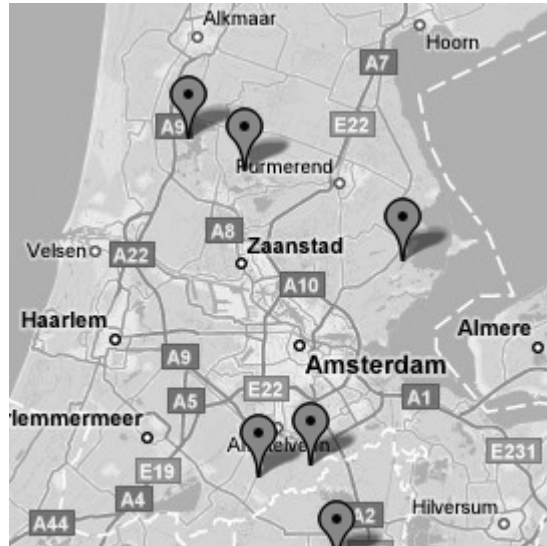 Alkmaar
Hoorn
A7
A9
E22
Purmerend
A8
Velsen
A22
Zaanstad
A10
Haarlem
Almere
A9
Amsterdam
E22
A5
A1
rlemmermeer
Amstelveen
E231
E19
A4
A2
A44
Hilversum